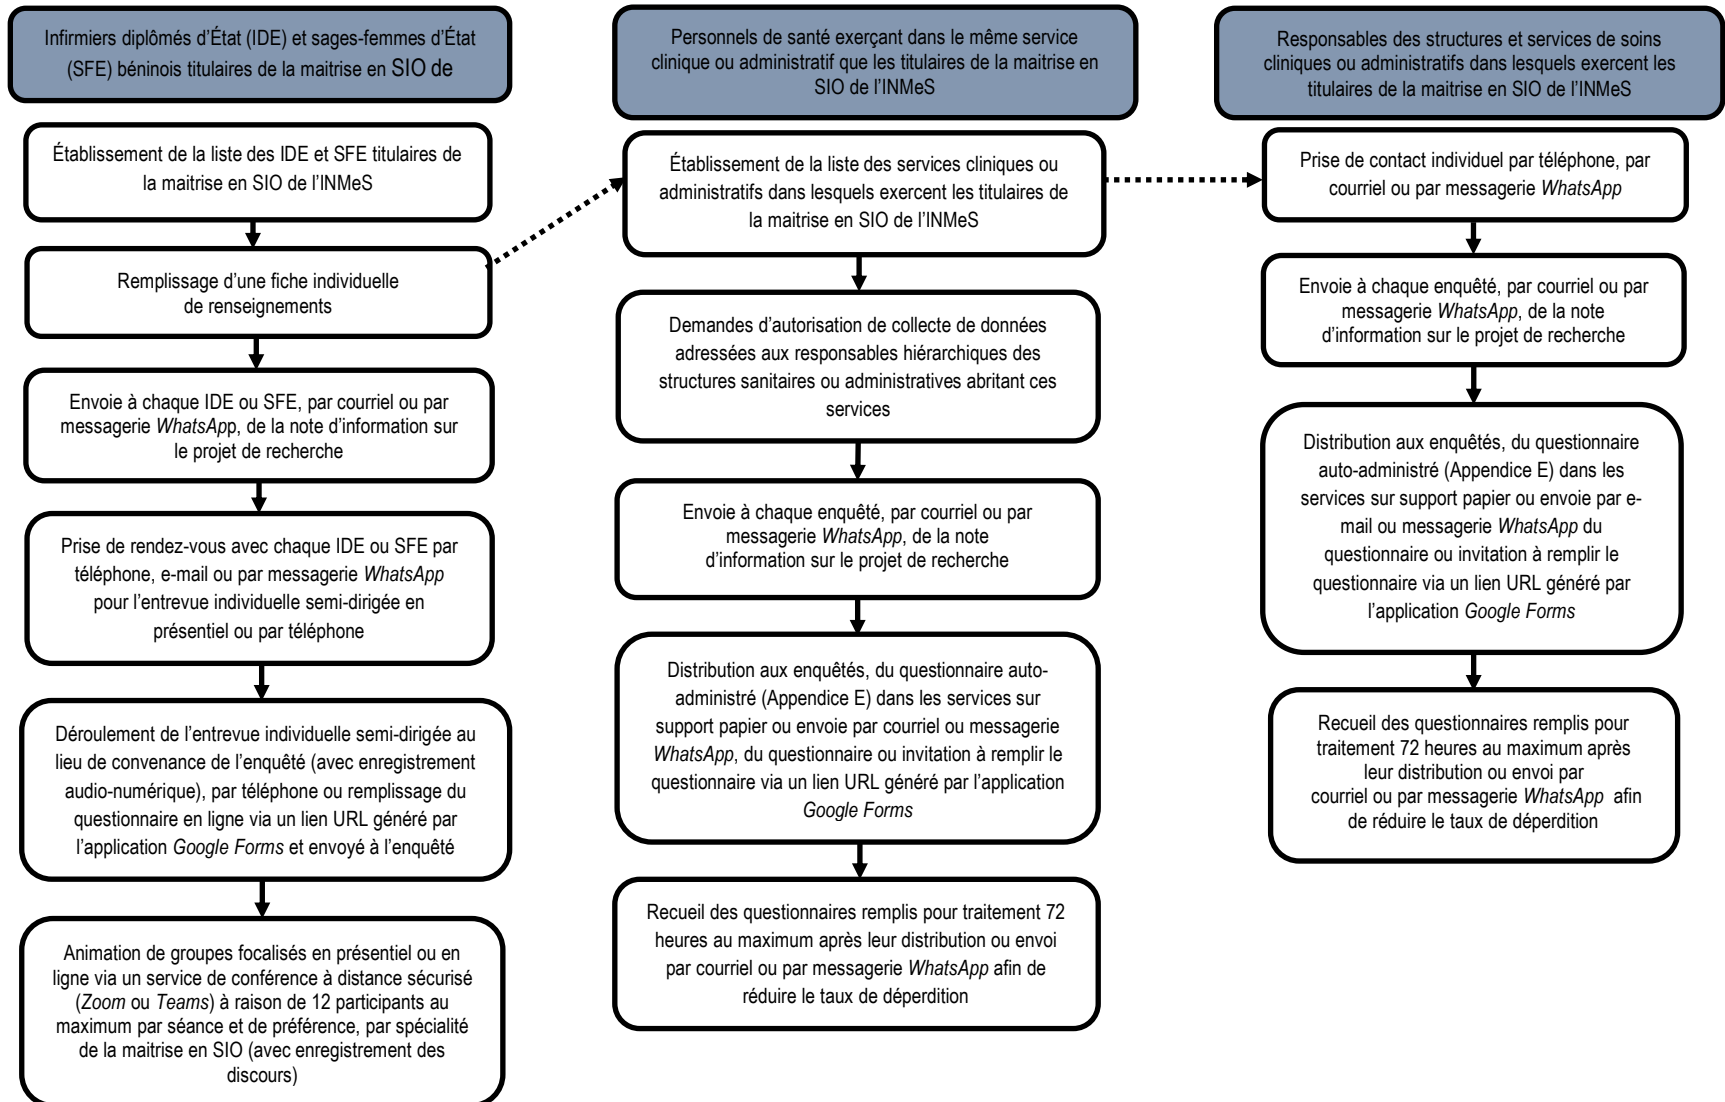 Infirmiers diplômés d'État (IDE) et sages-femmes d'État
(SFE) béninois titulaires de la maitrise en SIO de
Établissement de la liste des IDE et SFE titulaires de
la maitrise en SIO de l'INMeS
Remplissage d'une fiche individuelle
de renseignements
Envoie à chaque IDE ou SFE, par courriel ou par
messagerie WhatsApp, de la note d'information sur
le projet de recherche
Prise de rendez-vous avec chaque IDE ou SFE par
téléphone, e-mail ou par messagerie WhatsApp
pour l'entrevue individuelle semi-dirigée en
présentiel ou par téléphone
Déroulement de l'entrevue individuelle semi-dirigée au
lieu de convenance de l'enquêté (avec enregistrement
audio-numérique), par téléphone ou remplissage du
questionnaire en ligne via un lien URL généré par
l'application Google Forms et envoyé à l'enquêté
Animation de groupes focalisés en présentiel ou en
ligne via un service de conférence à distance sécurisé
(Zoom ou Teams) à raison de 12 participants au
maximum par séance et de préférence, par spécialité
de la maitrise en SIO (avec enregistrement des
discours)
Personnels de santé exerçant dans le même service
clinique ou administratif que les titulaires de la maitrise en
SIO de l'INMeS
Établissement de la liste des services cliniques ou
administratifs dans lesquels exercent les titulaires de
la maitrise en SIO de l'INMeS
Demandes d'autorisation de collecte de données
adressées aux responsables hiérarchiques des
structures sanitaires ou administratives abritant ces
services
Envoie à chaque enquêté, par courriel ou par
messagerie WhatsApp, de la note
d'information sur le projet de recherche
Distribution aux enquêtés, du questionnaire auto-
administré (Appendice E) dans les services sur
support papier ou envoie par courriel ou messagerie
WhatsApp, du questionnaire ou invitation à remplir le
questionnaire via un lien URL généré par l'application
Google Forms
Recueil des questionnaires remplis pour traitement 72
heures au maximum après leur distribution ou envoi
par courriel ou par messagerie WhatsApp afin de
réduire le taux de déperdition
Responsables des structures et services de soins
cliniques ou administratifs dans lesquels exercent les
titulaires de la maitrise en SIO de l'INMeS
Prise de contact individuel par téléphone, par
courriel ou par messagerie WhatsApp
Envoie à chaque enquêté, par courriel ou par
messagerie WhatsApp, de la note
d'information sur le projet de recherche
Distribution aux enquêtés, du questionnaire
auto-administré (Appendice E) dans les
services sur support papier ou envoie par e-
mail ou messagerie WhatsApp du
questionnaire ou invitation à remplir le
questionnaire via un lien URL généré par
l'application Google Forms
Recueil des questionnaires remplis pour
traitement 72 heures au maximum après
leur distribution ou envoi par
courriel ou par messagerie WhatsApp afin
de réduire le taux de déperdition